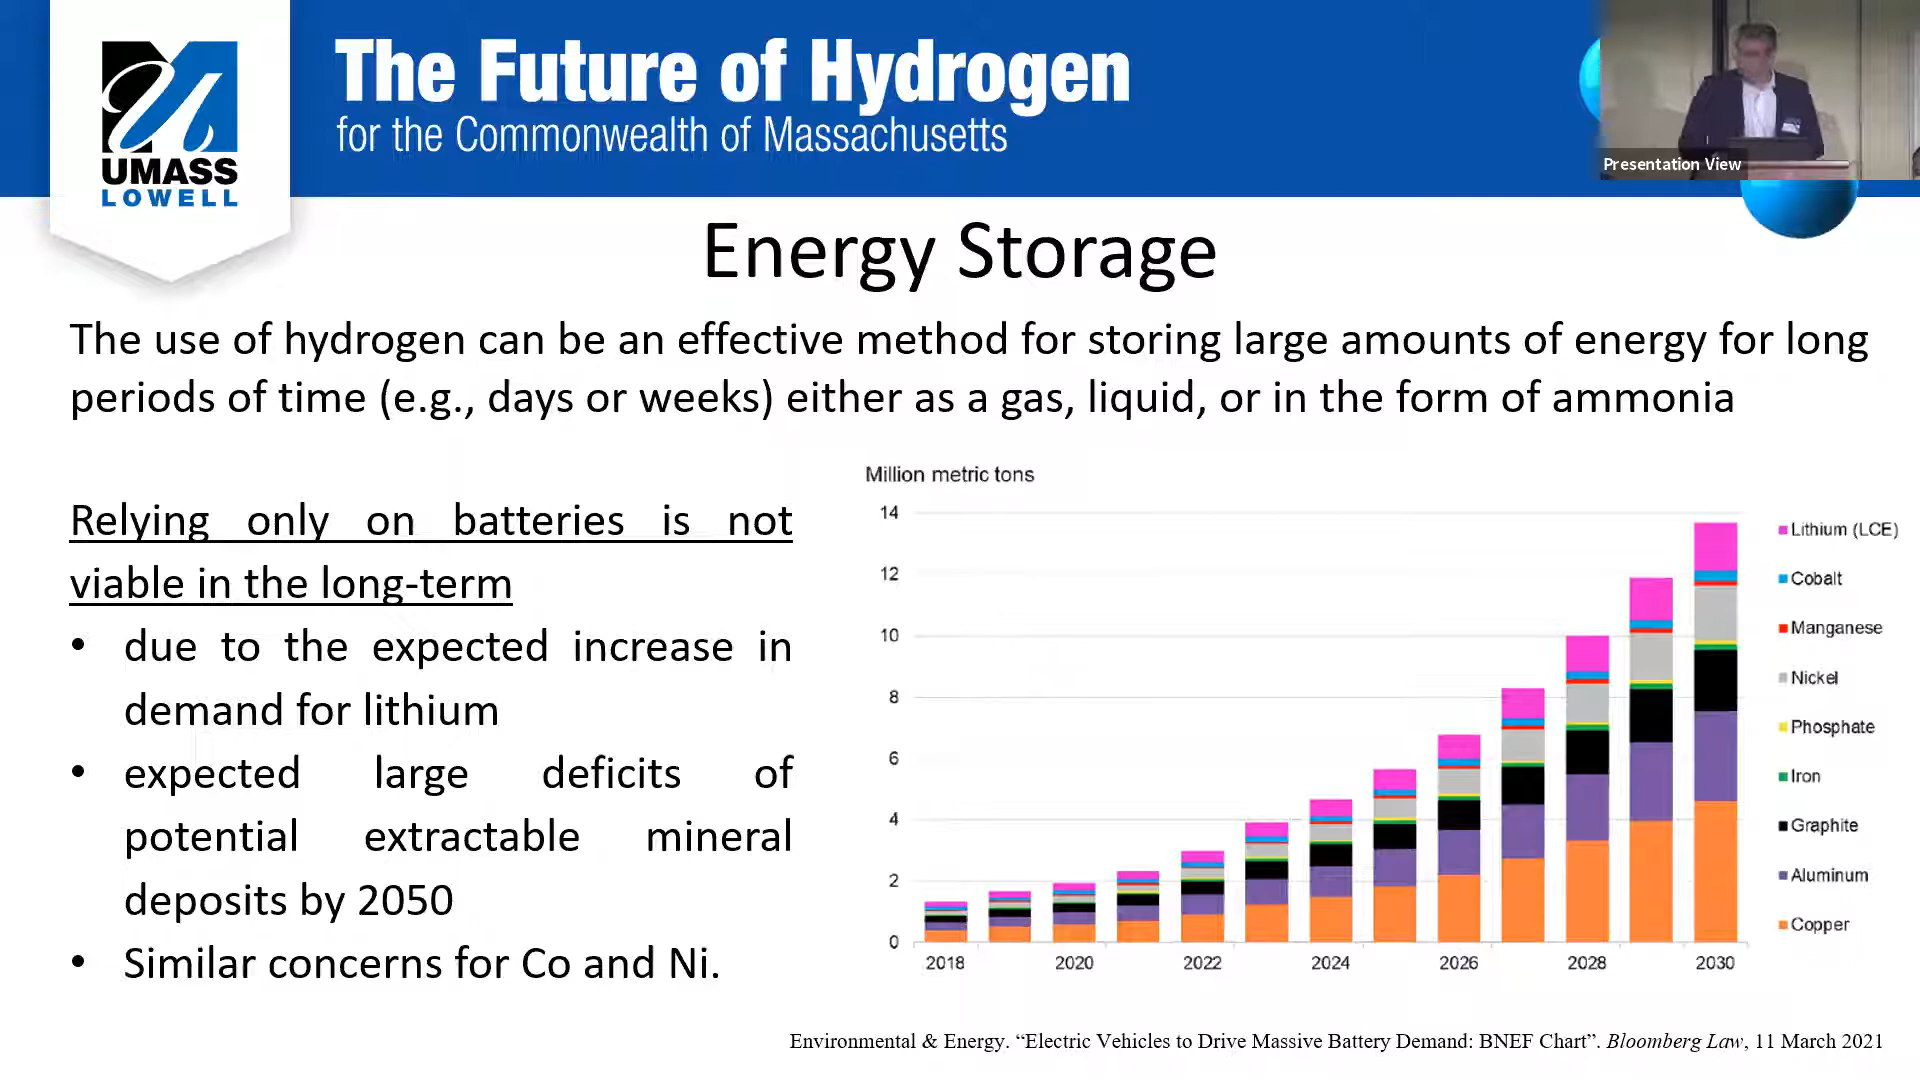 UMASS
LOWELL
The Future of Hydrogen
for the Commonwealth of Massachusetts
Presentation View
Energy Storage
The use of hydrogen can be an effective method for storing large amounts of energy for long
periods of time (e.g., days or weeks) either as a gas, liquid, or in the form of ammonia
Relying only on batteries is not
viable in the long-term
• due to the expected increase in
demand for lithium
• expected large deficits of
potential extractable mineral
deposits by 2050
• Similar concerns for Co and Ni.
Million metric tons
14
12
10
8
6
4
2
0
2018 2020 2022 2024 2026 2028 2030
Lithium (LCE)
Cobalt
Manganese
Nickel
Phosphate
Iron
Graphite
Aluminum
Copper
Environmental & Energy. “Electric Vehicles to Drive Massive Battery Demand: BNEF Chart”. Bloomberg Law, 11 March 2021